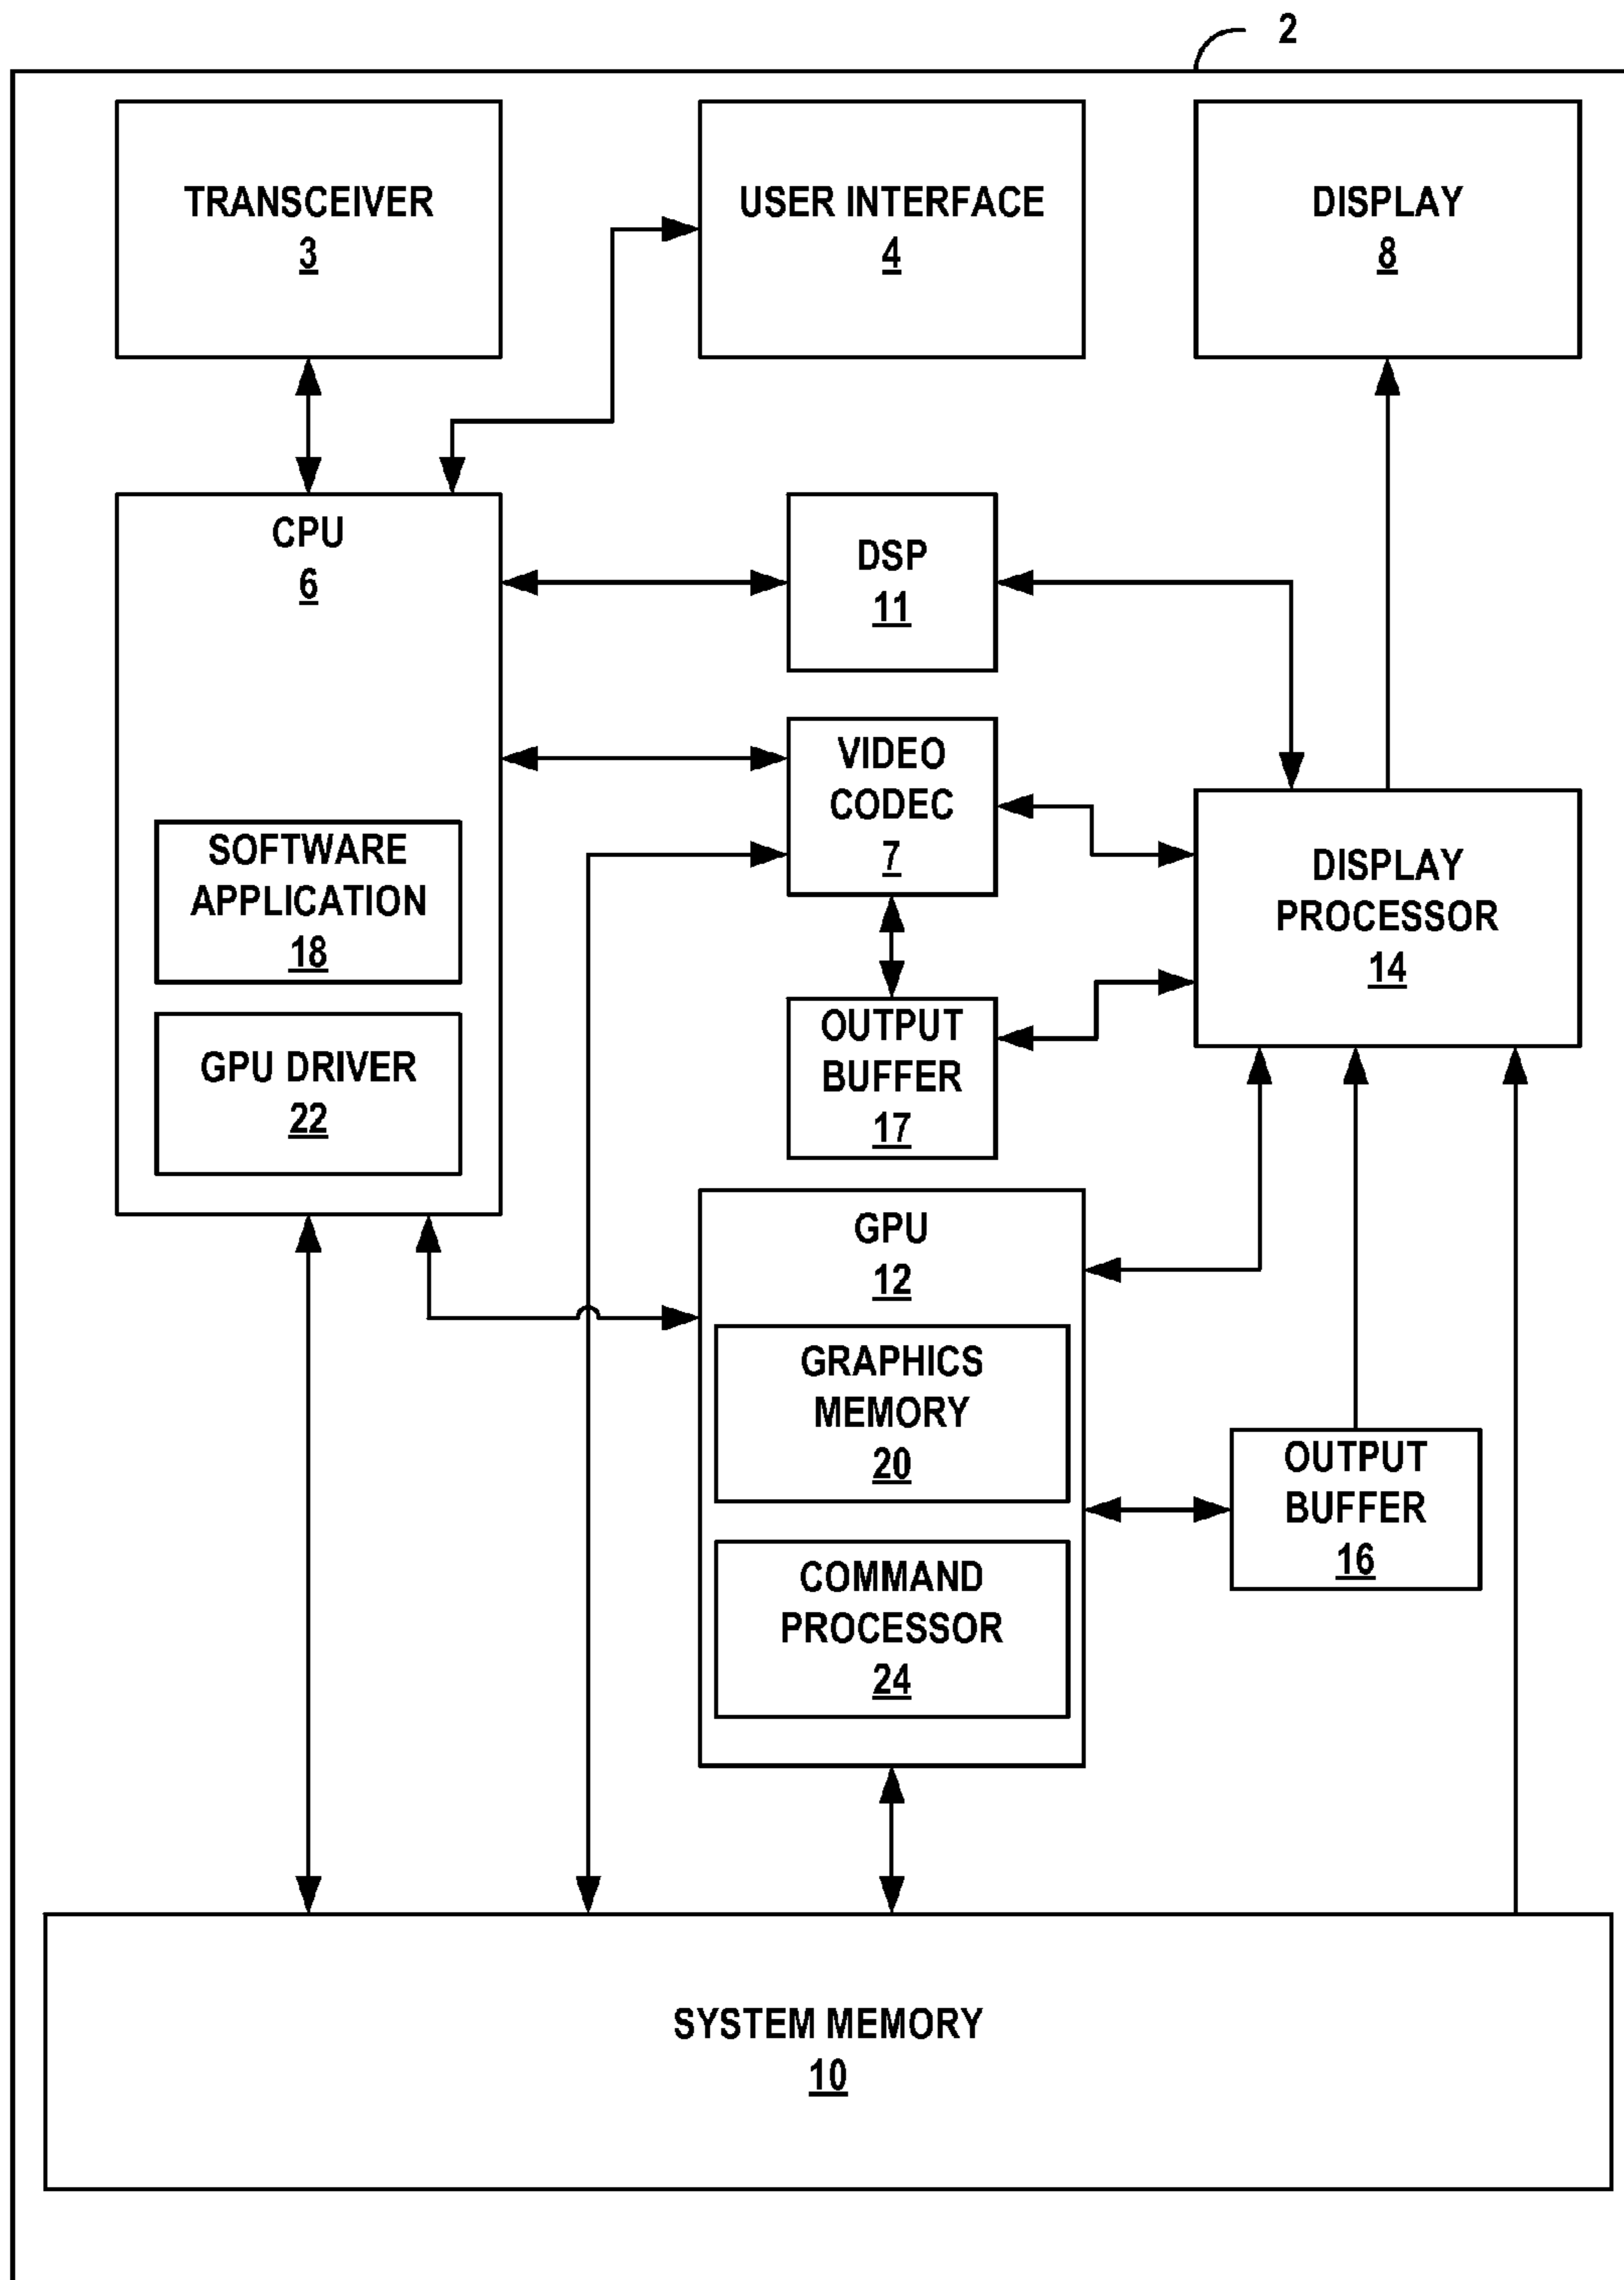 2
TRANSCEIVER
3
USER INTERFACE
4
DISPLAY
8
CPU
6
DSP
11
VIDEO
CODEC
7
SOFTWARE
APPLICATION
18
DISPLAY
PROCESSOR
14
GPU DRIVER
22
OUTPUT
BUFFER
17
GPU
12
GRAPHICS
MEMORY
20
OUTPUT
BUFFER
16
COMMAND
PROCESSOR
24
SYSTEM MEMORY
10